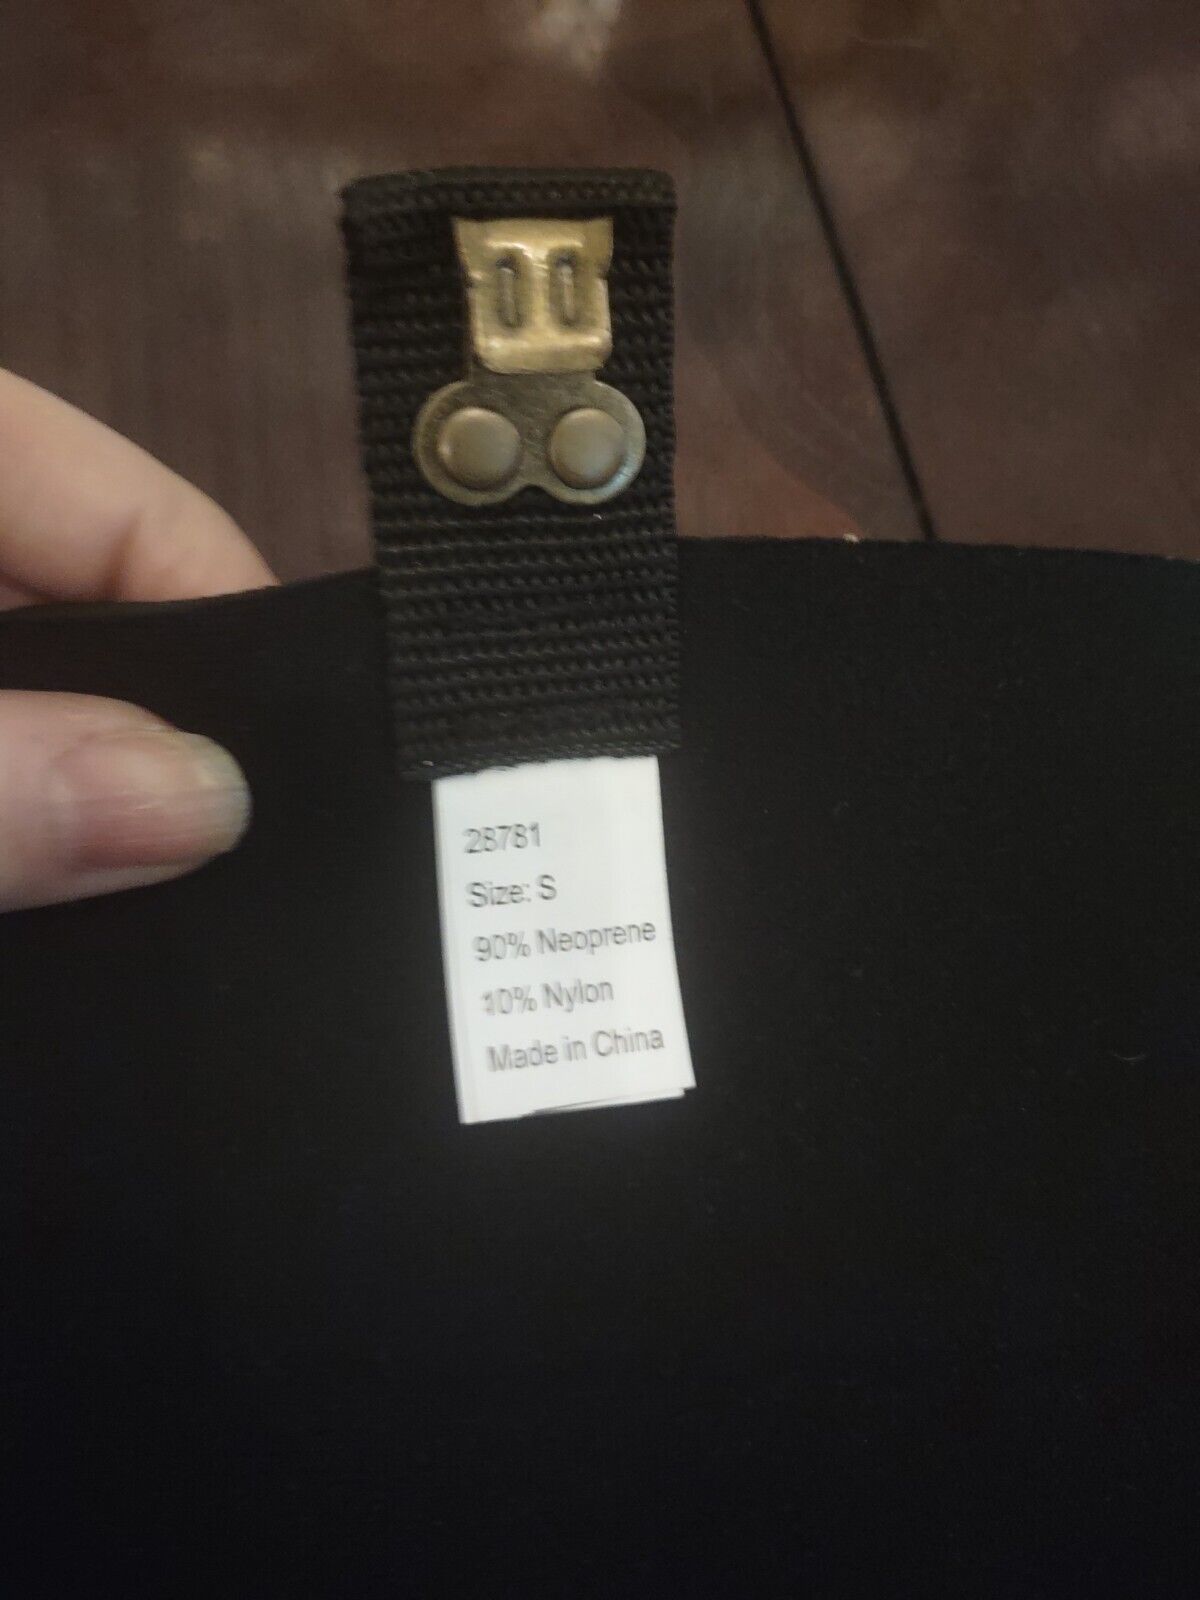 28781
Size: S
90% Neoprene
10% Nylon
Made in China